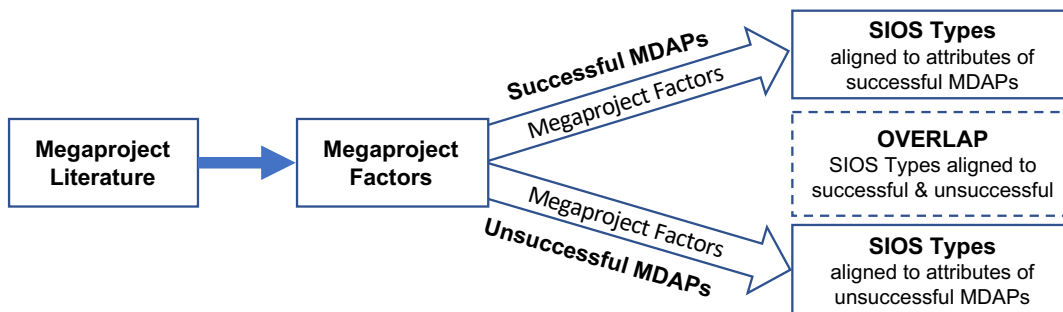 Megaproject
Literature
Megaproject
Factors
Successful MDAPs
Megaproject Factors
Megaproject Factors
Unsuccessful MDAPs
SIOS Types
aligned to attributes of
successful MDAPs
OVERLAP
SIOS Types aligned to
successful & unsuccessful
SIOS Types
aligned to attributes of
unsuccessful MDAPs